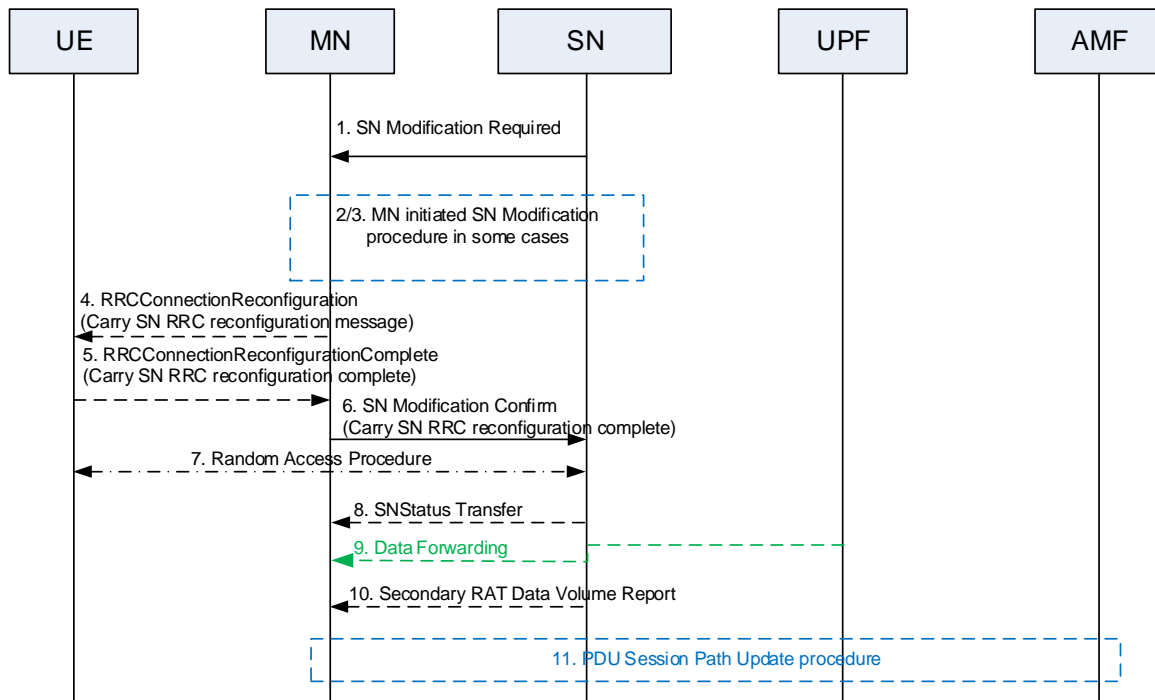 UE MN SN UPF AMF
1. SN Modification Required
2/3. MN initiated SN Modification
procedure in some cases
4. RRCConnectionReconfiguration
(Carry SN RRC reconfiguration message)
5. RRCConnectionReconfigurationComplete
(Carry SN RRC reconfiguration complete)
6. SN Modification Confirm
(Carry SN RRC reconfiguration complete)
7. Random Access Procedure
8. SNStatus Transfer
9. Data Forwarding
10. Secondary RAT Data Volume Report
11. PDU Session Path Update procedure